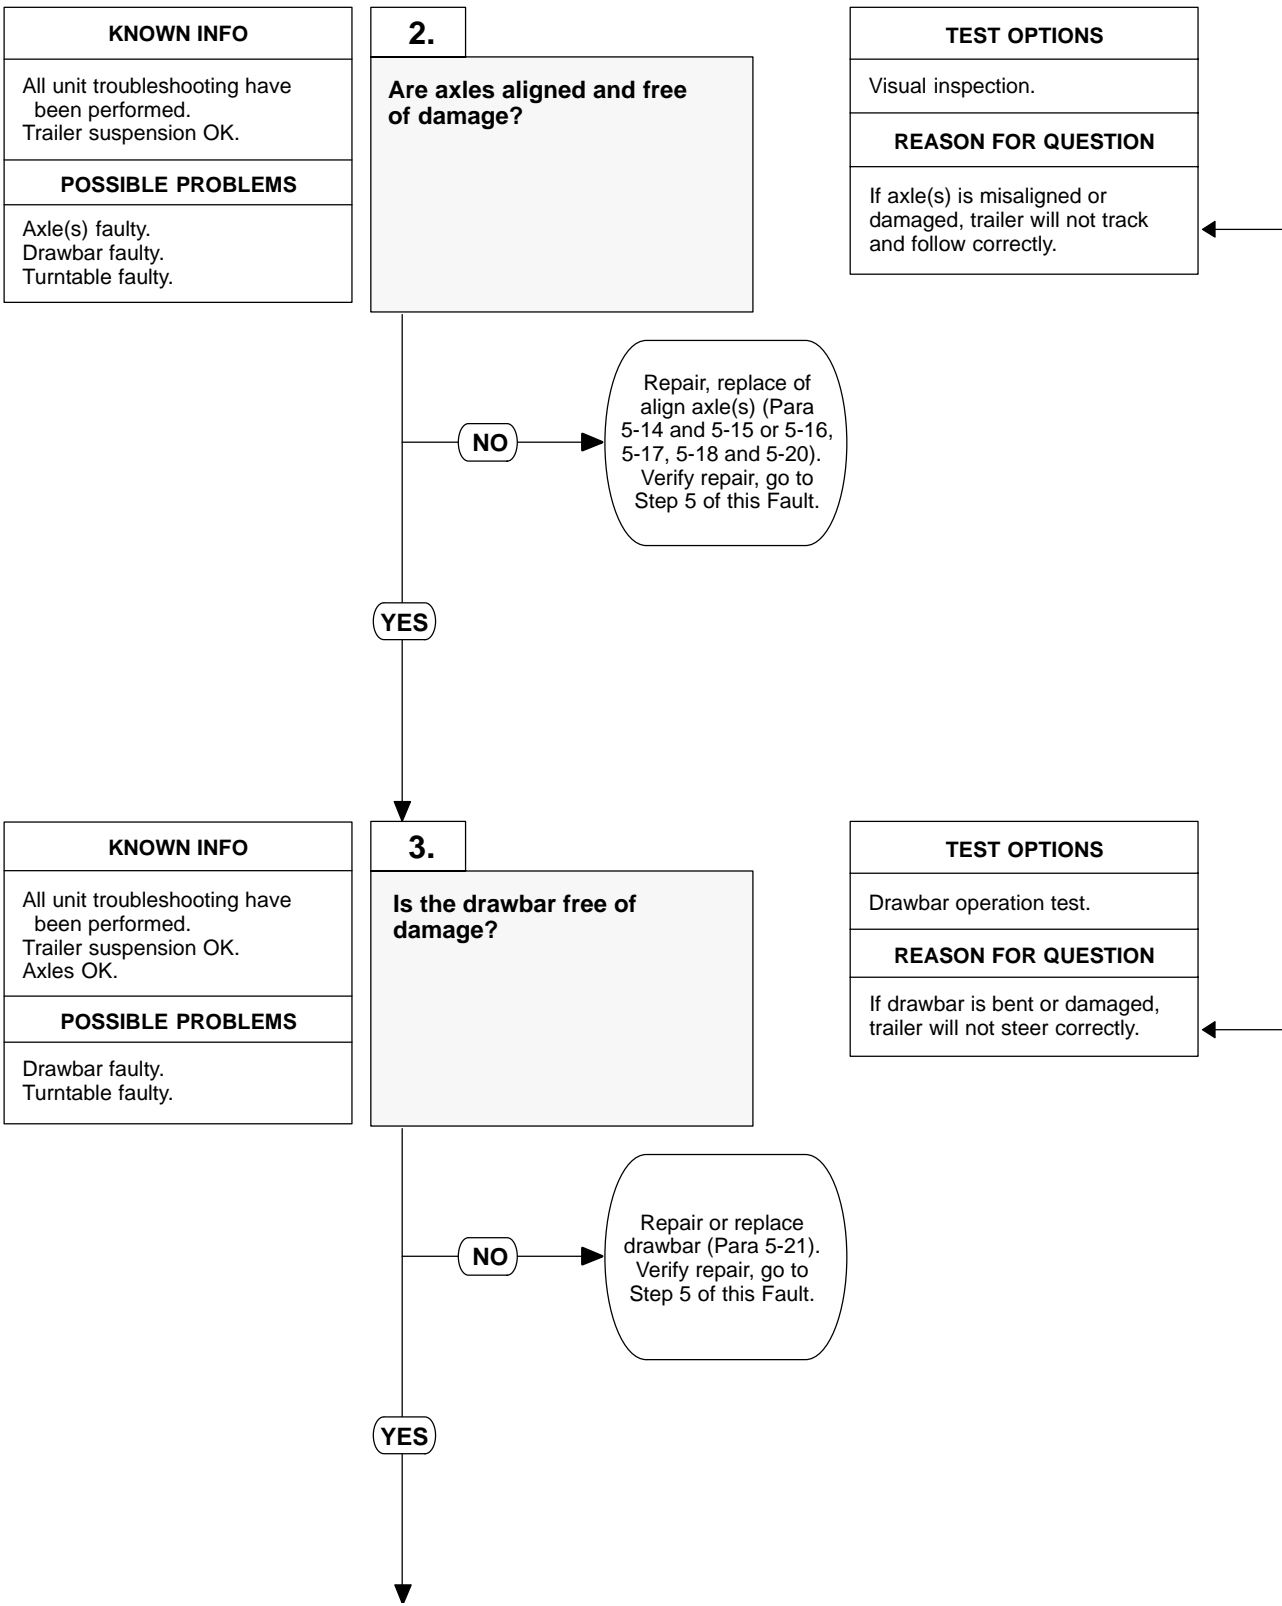 KNOWN INFO
All unit troubleshooting have
been performed.
Trailer suspension OK.
POSSIBLE PROBLEMS
Axle(s) faulty.
Drawbar faulty.
Turntable faulty.
2.
Are axles aligned and free
of damage?
TEST OPTIONS
Visual inspection.
REASON FOR QUESTION
If axle(s) is misaligned or
damaged, trailer will not track
and follow correctly.
NO
Repair, replace of
align axle(s) (Para
5-14 and 5-15 or 5-16,
5-17, 5-18 and 5-20).
Verify repair, go to
Step 5 of this Fault.
YES
KNOWN INFO
All unit troubleshooting have
been performed.
Trailer suspension OK.
Axles OK.
POSSIBLE PROBLEMS
Drawbar faulty.
Turntable faulty.
3.
Is the drawbar free of
damage?
TEST OPTIONS
Drawbar operation test.
REASON FOR QUESTION
If drawbar is bent or damaged,
trailer will not steer correctly.
NO
Repair or replace
drawbar (Para 5-21).
Verify repair, go to
Step 5 of this Fault.
YES